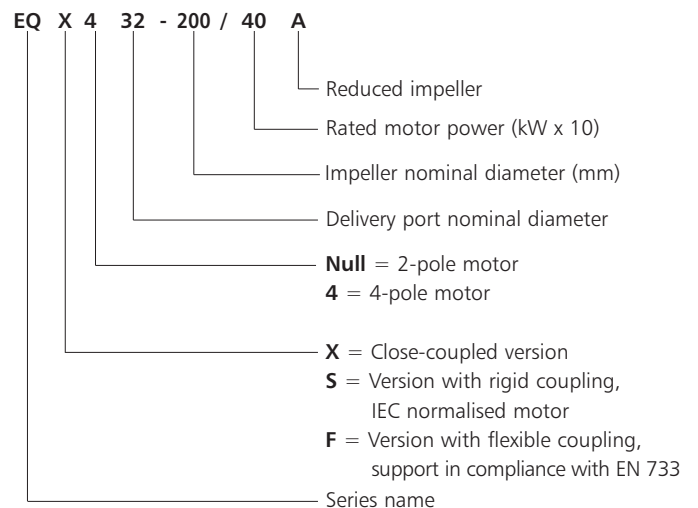 EQ X 4 32 - 200 / 40 A
Reduced impeller
Rated motor power (kW x 10)
Impeller nominal diameter (mm)
Delivery port nominal diameter
Null = 2-pole motor
4 = 4-pole motor
X = Close-coupled version
S = Version with rigid coupling,
IEC normalised motor
F = Version with flexible coupling,
support in compliance with EN 733
Series name